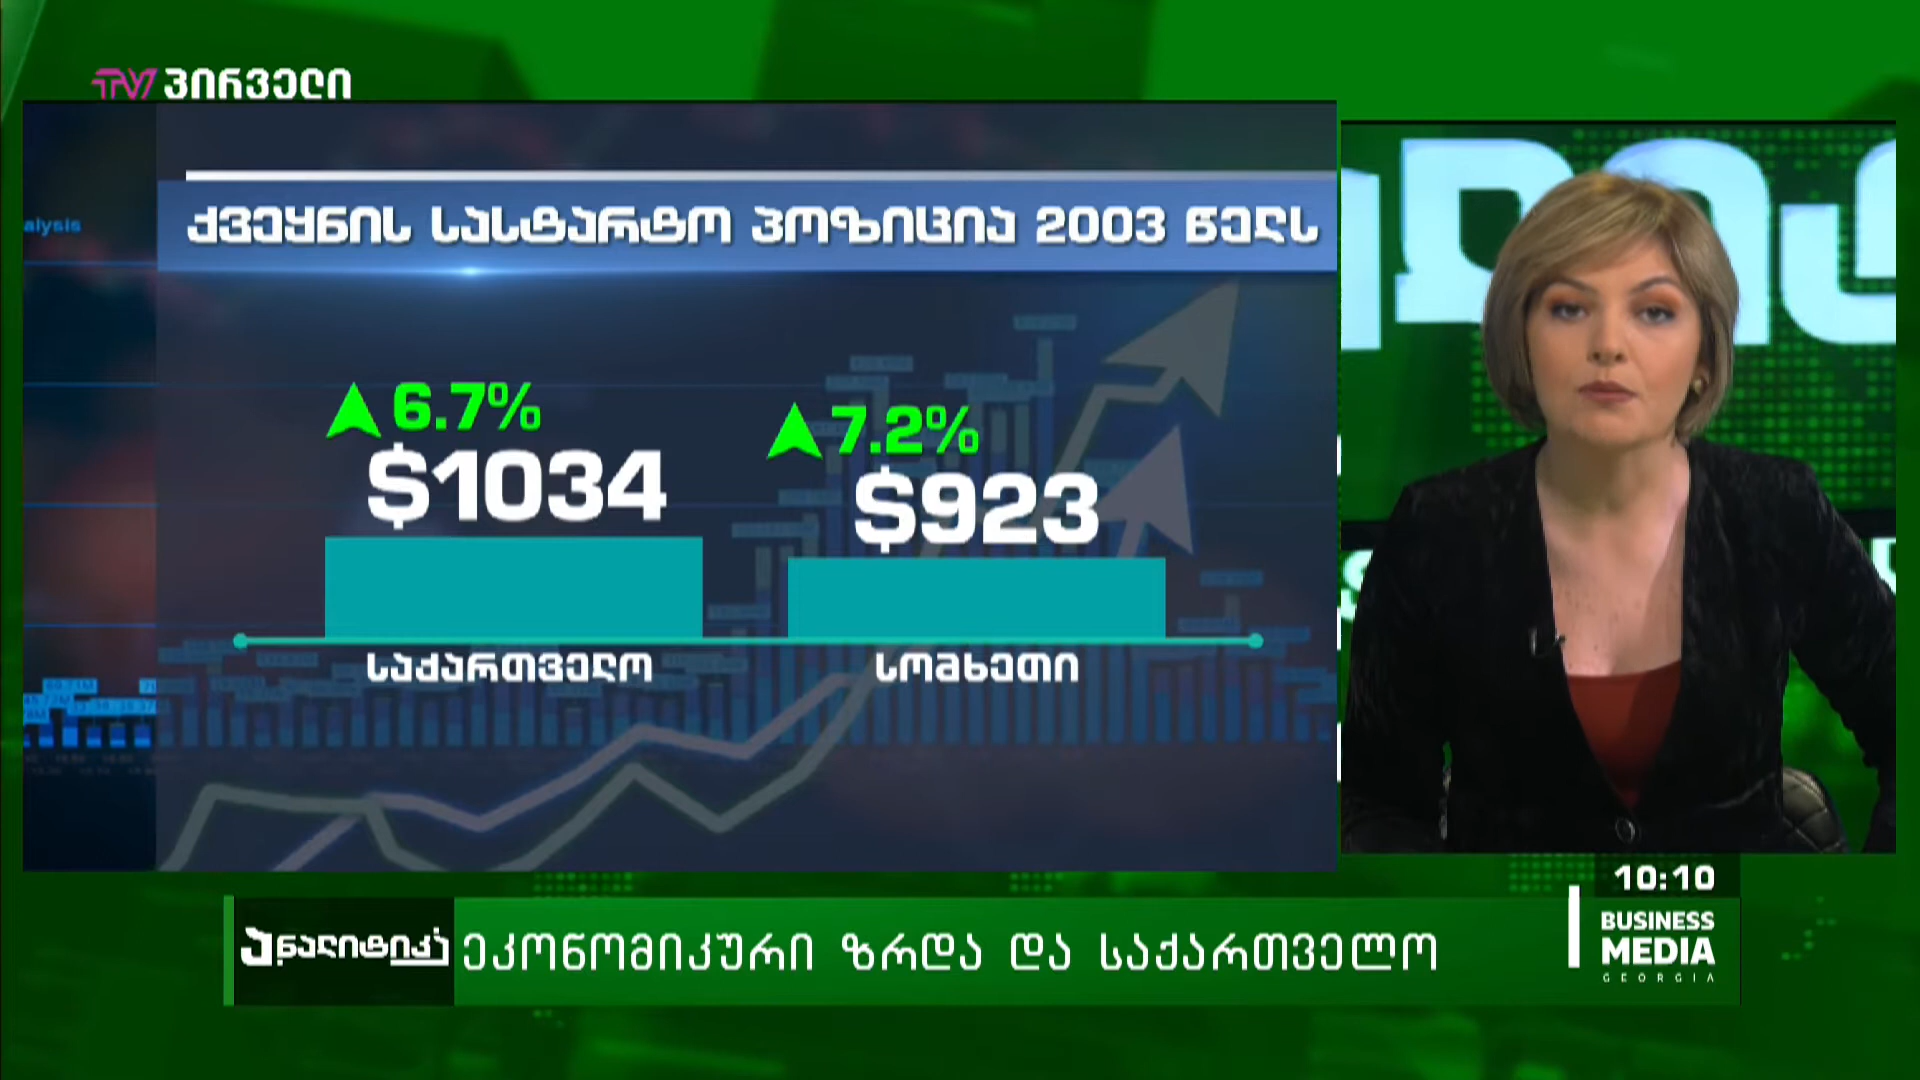 TV პირველი
alysis
ქვეყნის სასტარტო პოზიცია 2003 წელს
6.7%
$1034
7.2%
$923
საქართველო
სომხეთი
10:10
ანალიტიკა
ეკონომიკური ზრდა და საქართველო
BUSINESS
MEDIA
GEORGIA